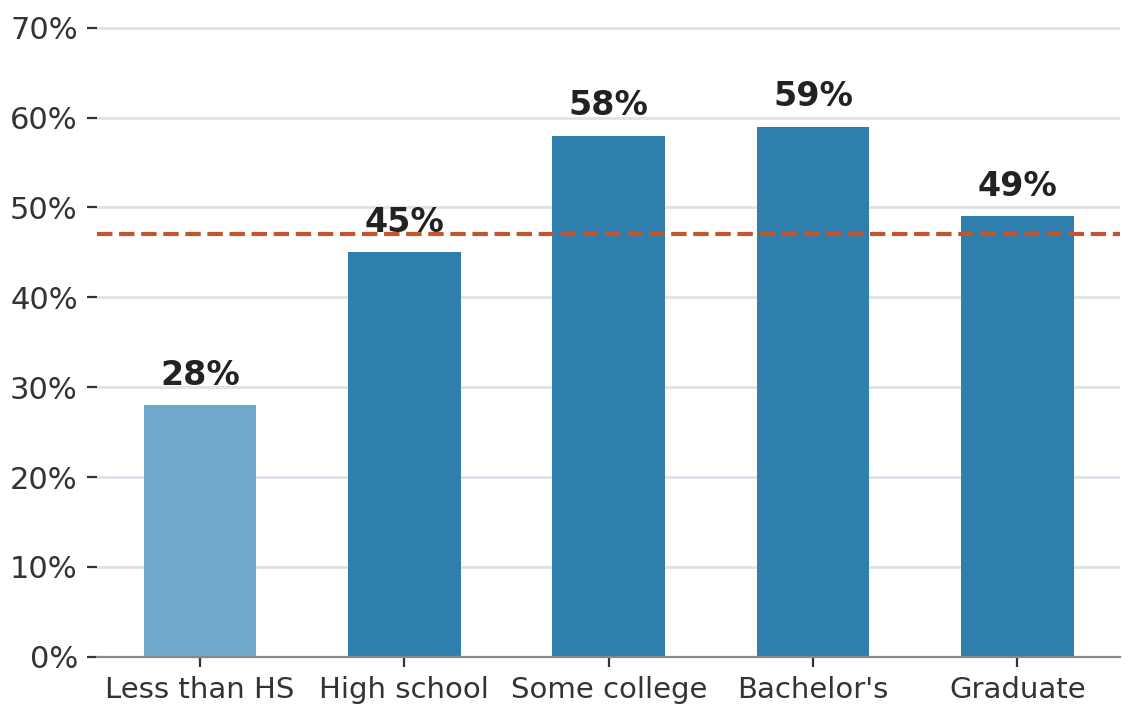 70%
60%
50%
40%
30%
20%
10%
0%
28%
45%
58%
59%
49%
Less than HS
High school
Some college
Bachelor's
Graduate